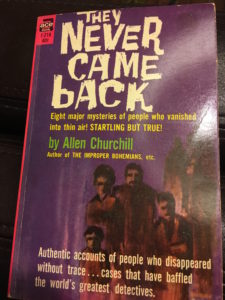 ace
THEY
NEVER
CAME
BACK
Eight major mysteries of people who vanished
into thin air! STARTLING BUT TRUE!
by Allen Churchill
Author of THE IMPROPER BOHEMIANS, etc.
Authentic accounts of people who disappeared
without trace...cases that have baffled
the world's greatest detectives.